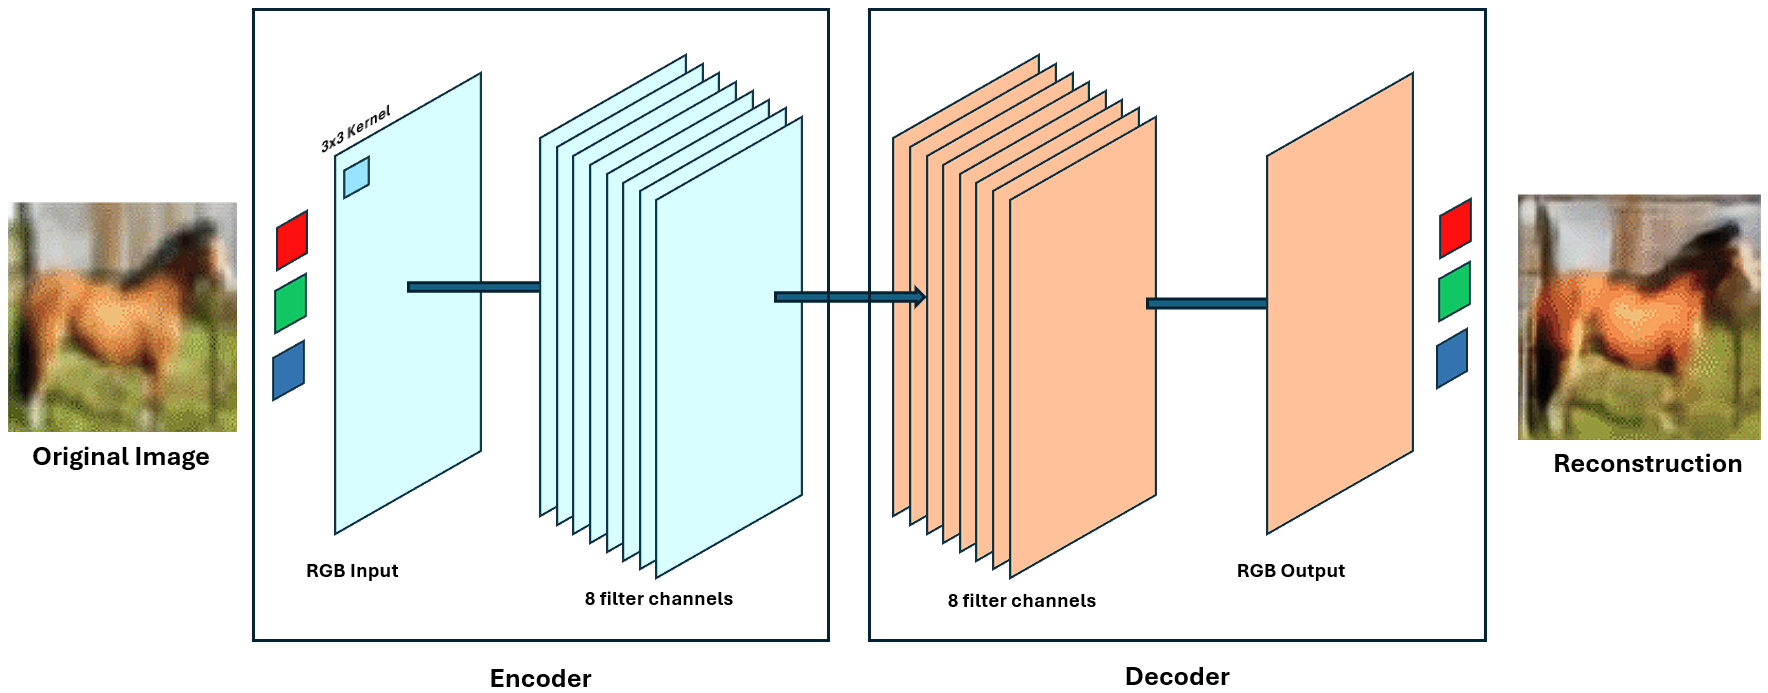 3x3 Kernel
Original Image
RGB Input
8 filter channels
Encoder
8 filter channels
RGB Output
Decoder
Reconstruction